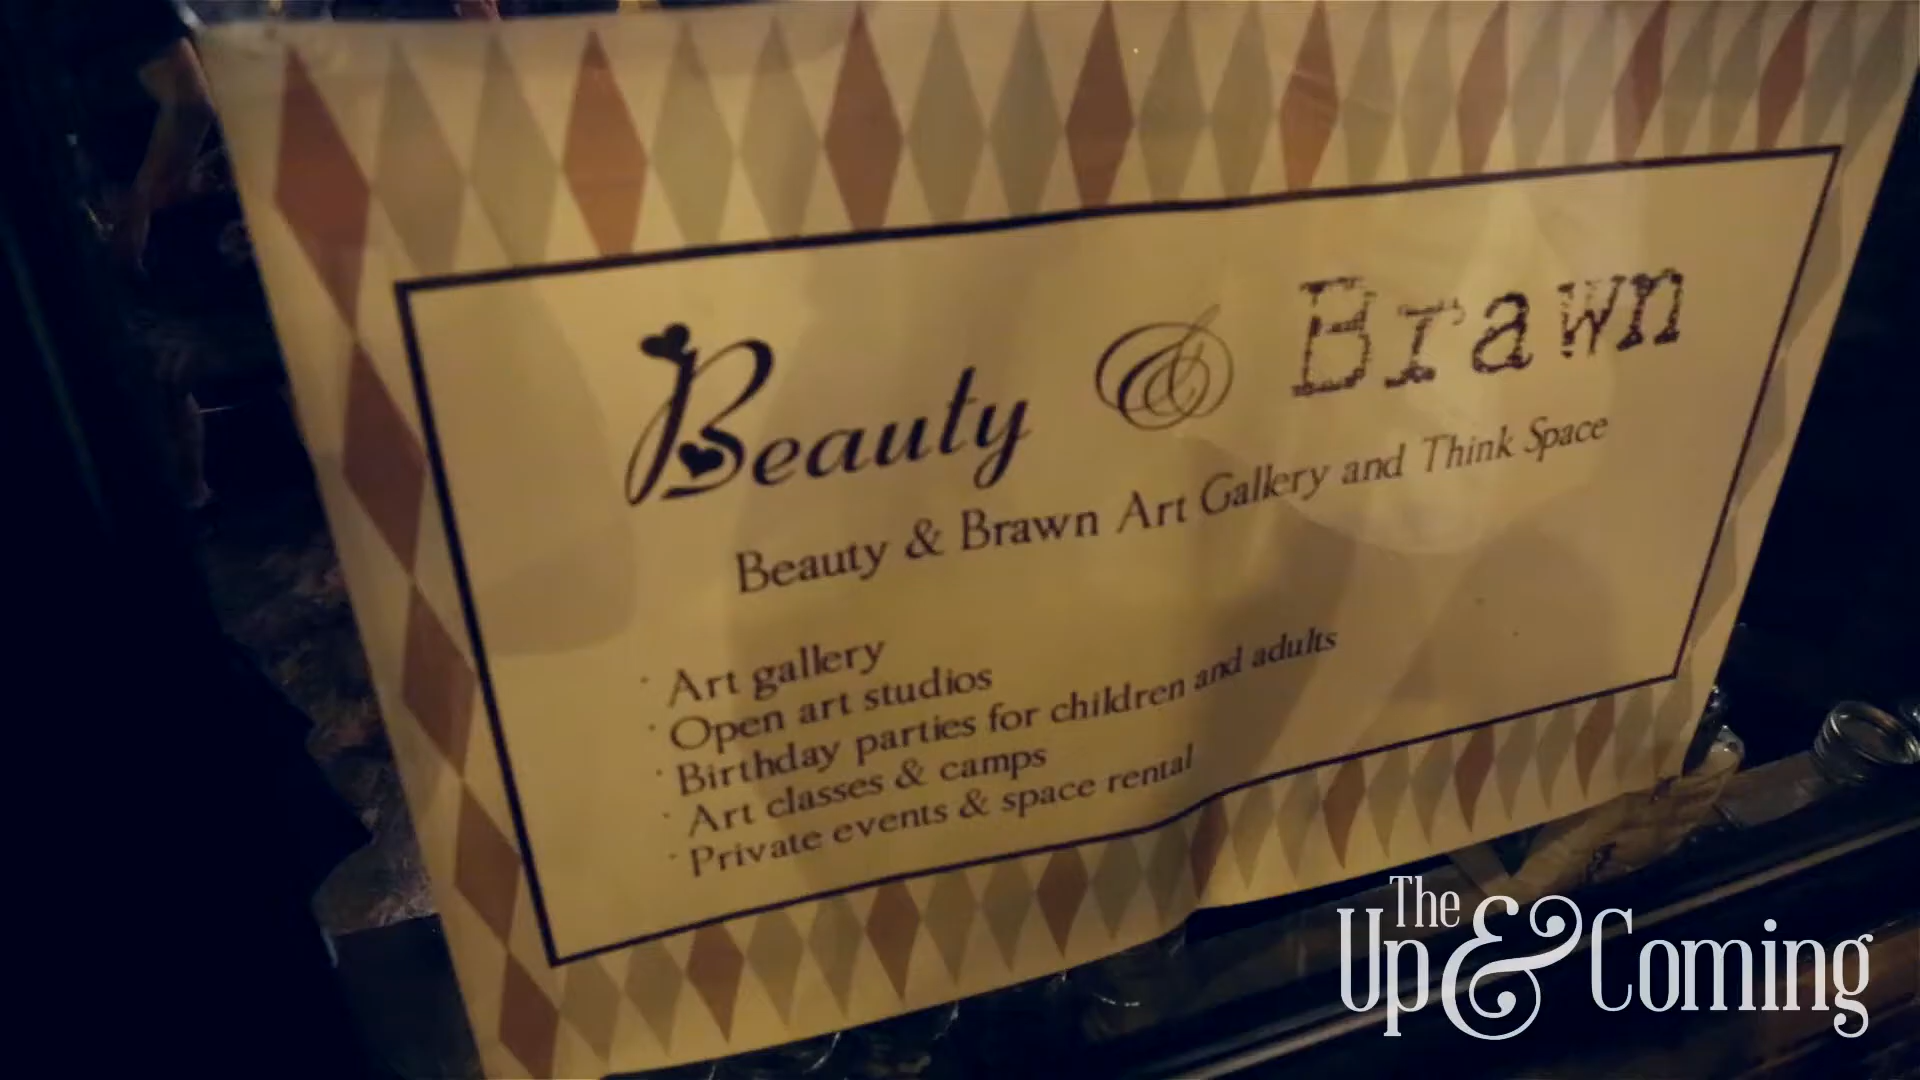 Beauty & Brawn
Beauty & Brawn Art Gallery and Think Space
· Art gallery
· Open art studios
· Birthday parties for children and adults
· Art classes & camps
· Private events & space rental
The
Up & Coming